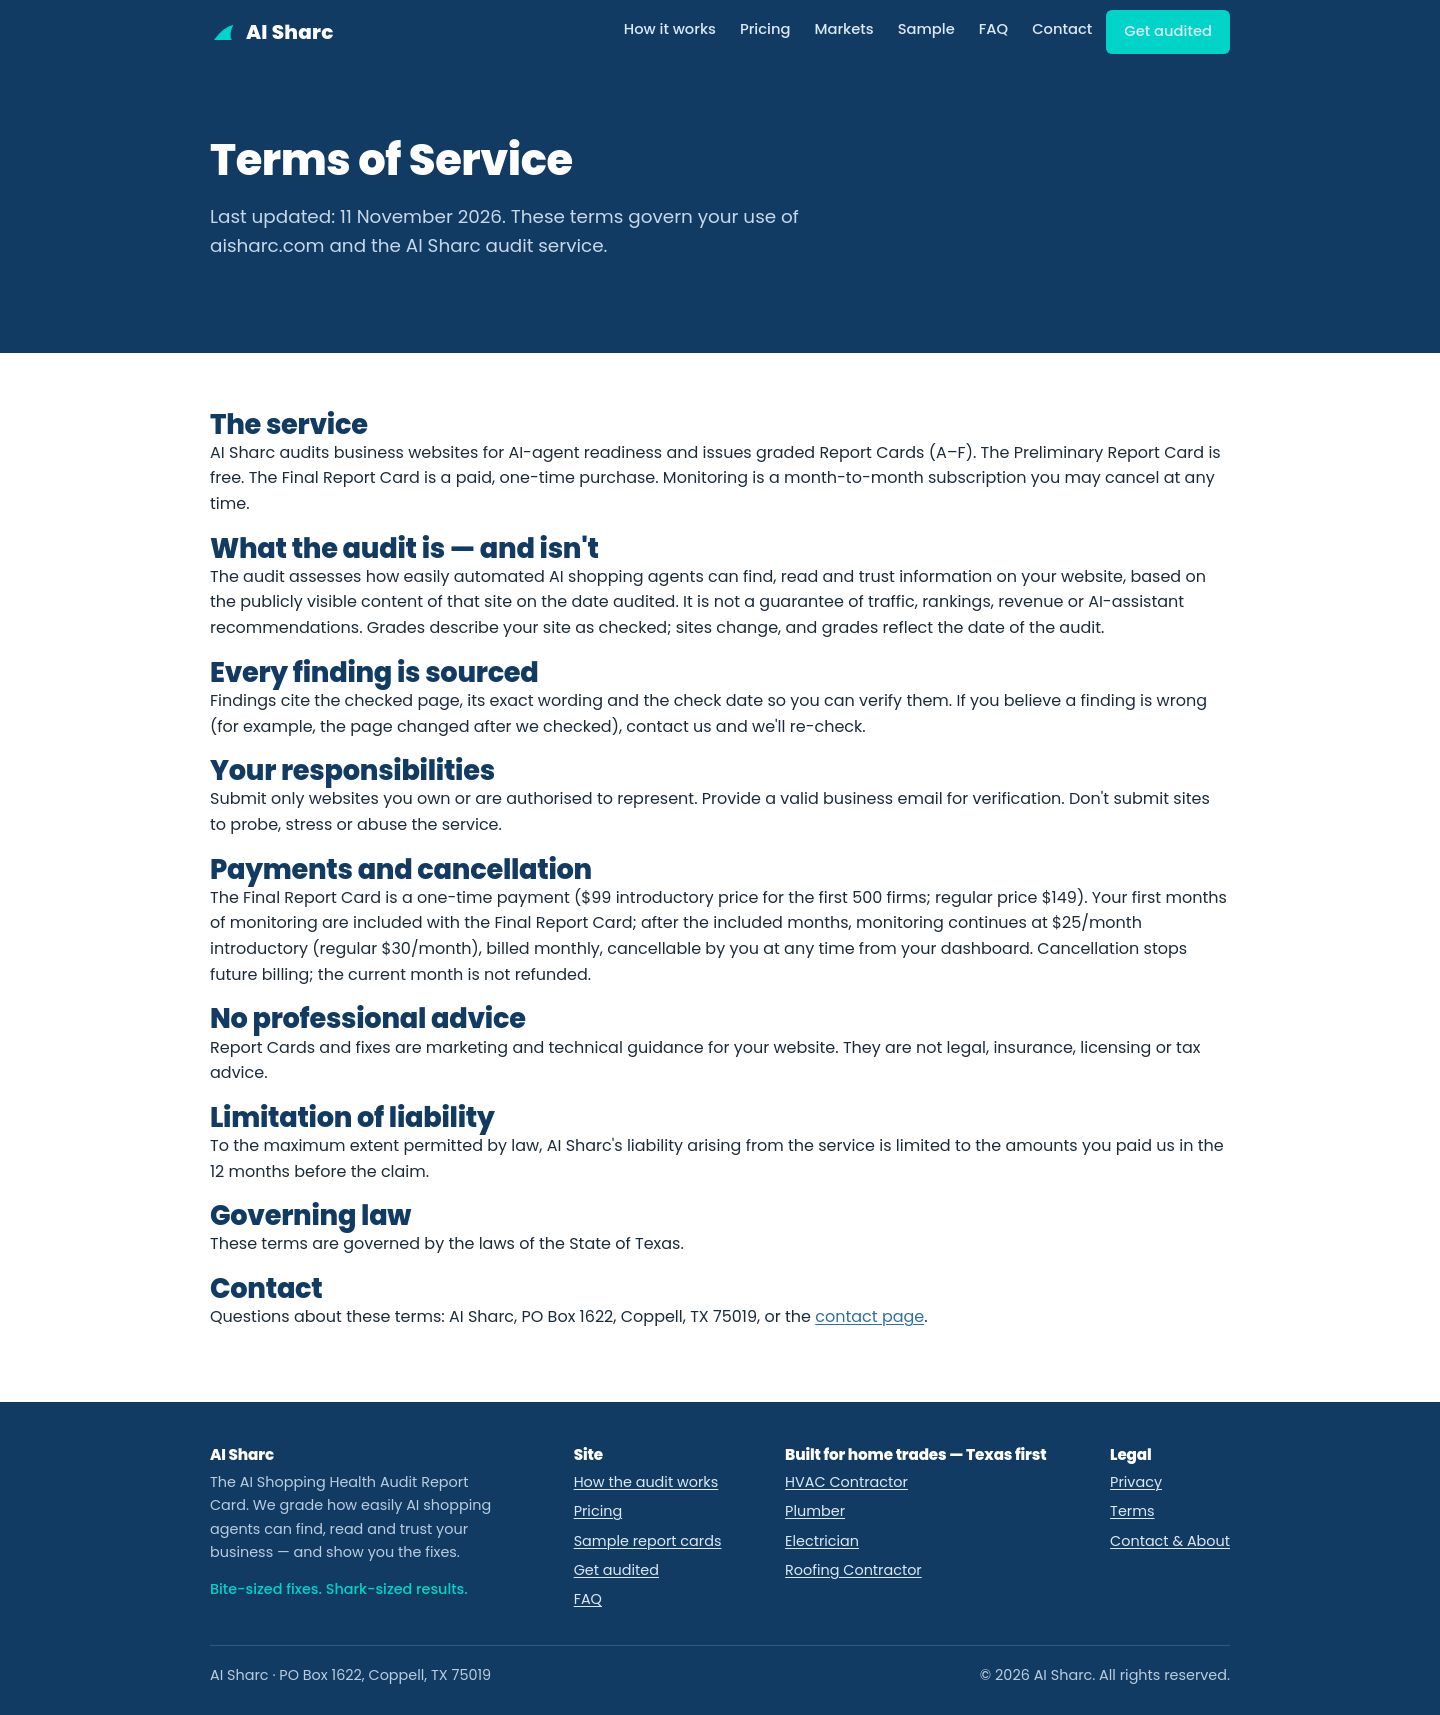 AI Sharc
How it works
Pricing
Markets
Sample
FAQ
Contact
Get audited
Terms of Service
Last updated: 11 November 2026. These terms govern your use of
aisharc.com and the AI Sharc audit service.
The service
AI Sharc audits business websites for AI-agent readiness and issues graded Report Cards (A–F). The Preliminary Report Card is
free. The Final Report Card is a paid, one-time purchase. Monitoring is a month-to-month subscription you may cancel at any
time.
What the audit is — and isn't
The audit assesses how easily automated AI shopping agents can find, read and trust information on your website, based on
the publicly visible content of that site on the date audited. It is not a guarantee of traffic, rankings, revenue or AI-assistant
recommendations. Grades describe your site as checked; sites change, and grades reflect the date of the audit.
Every finding is sourced
Findings cite the checked page, its exact wording and the check date so you can verify them. If you believe a finding is wrong
(for example, the page changed after we checked), contact us and we'll re-check.
Your responsibilities
Submit only websites you own or are authorised to represent. Provide a valid business email for verification. Don't submit sites
to probe, stress or abuse the service.
Payments and cancellation
The Final Report Card is a one-time payment ($99 introductory price for the first 500 firms; regular price $149). Your first months
of monitoring are included with the Final Report Card; after the included months, monitoring continues at $25/month
introductory (regular $30/month), billed monthly, cancellable by you at any time from your dashboard. Cancellation stops
future billing; the current month is not refunded.
No professional advice
Report Cards and fixes are marketing and technical guidance for your website. They are not legal, insurance, licensing or tax
advice.
Limitation of liability
To the maximum extent permitted by law, AI Sharc's liability arising from the service is limited to the amounts you paid us in the
12 months before the claim.
Governing law
These terms are governed by the laws of the State of Texas.
Contact
Questions about these terms: AI Sharc, PO Box 1622, Coppell, TX 75019, or the contact page.
AI Sharc
The AI Shopping Health Audit Report
Card. We grade how easily AI shopping
agents can find, read and trust your
business — and show you the fixes.
Bite-sized fixes. Shark-sized results.
Site
How the audit works
Pricing
Sample report cards
Get audited
FAQ
Built for home trades — Texas first
HVAC Contractor
Plumber
Electrician
Roofing Contractor
Legal
Privacy
Terms
Contact & About
AI Sharc · PO Box 1622, Coppell, TX 75019
© 2026 AI Sharc. All rights reserved.